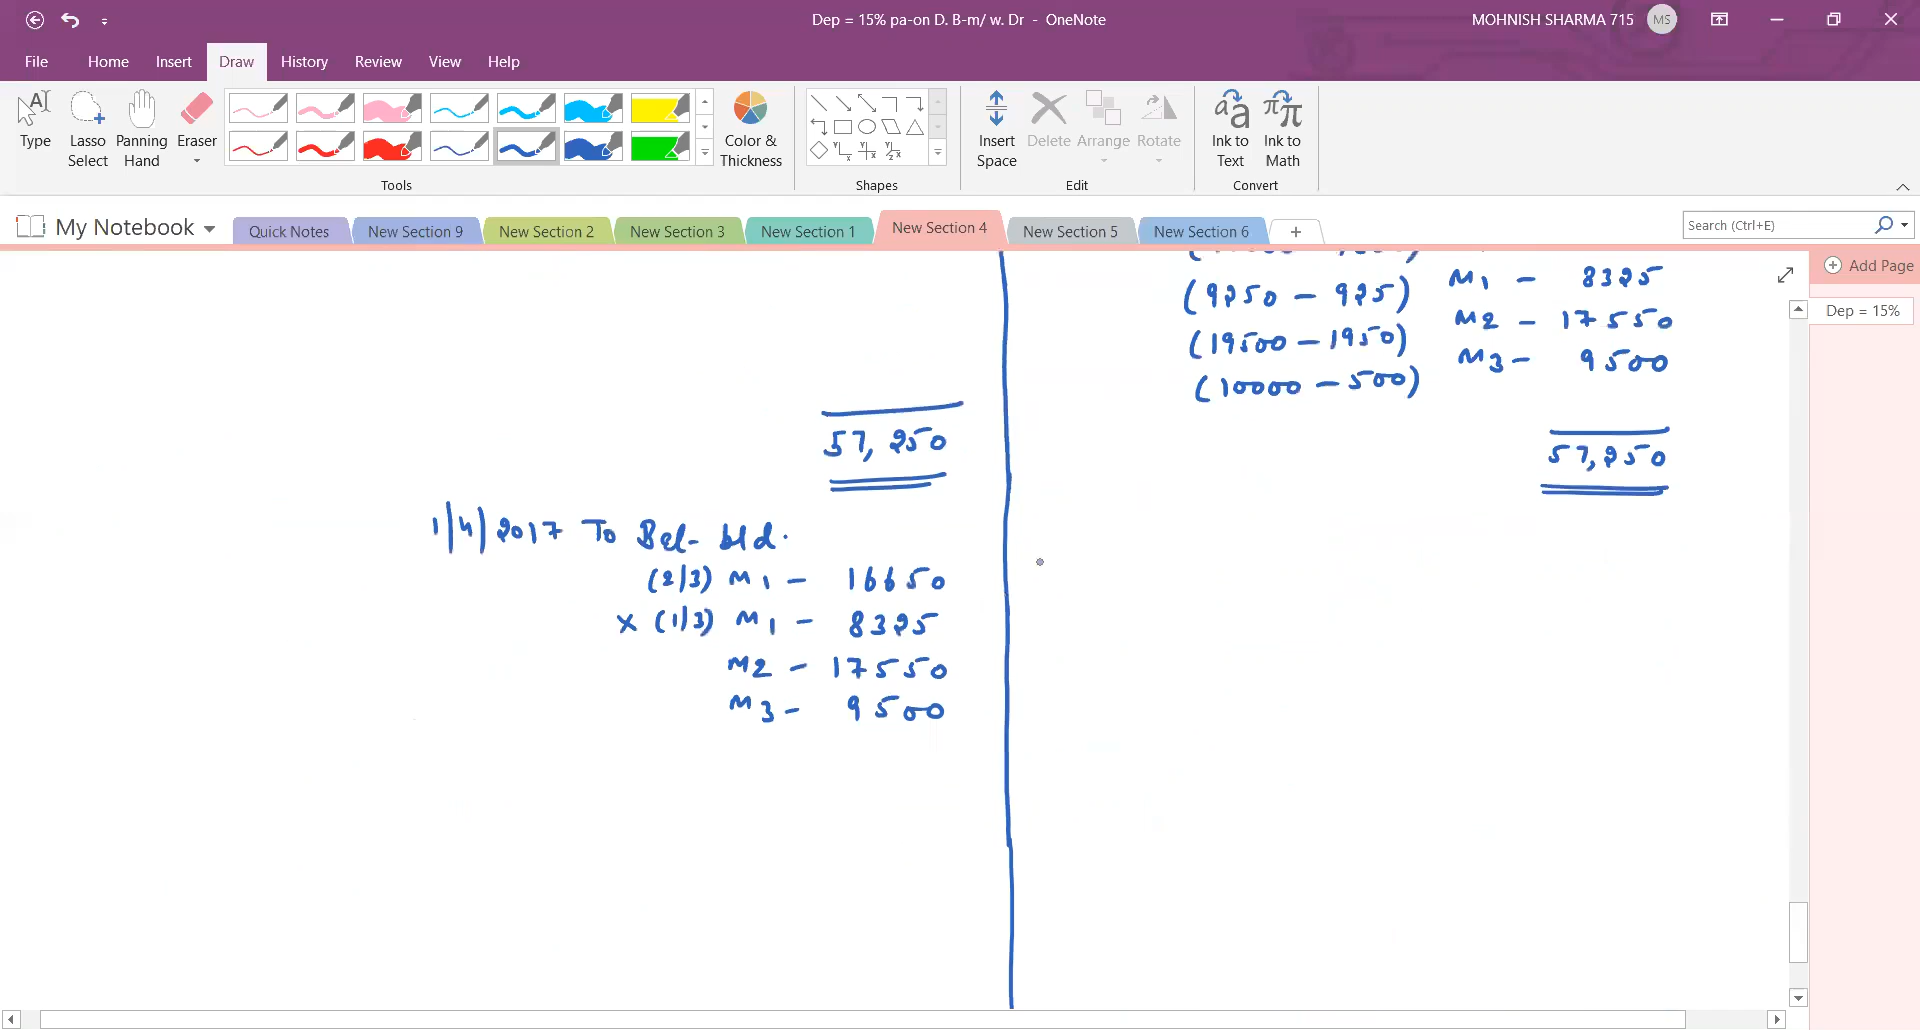 Dep = 15% pa-on D. B-m/ w. Dr - OneNote
MOHNISH SHARMA 715
MS
File
Home
Insert
Draw
History
Review
View
Help
Type
Lasso Select
Panning Hand
Eraser
Color & Thickness
Insert Space
Delete
Arrange
Rotate
Ink to Text
Ink to Math
Tools
Shapes
Edit
Convert
My Notebook
Quick Notes
New Section 9
New Section 2
New Section 3
New Section 1
New Section 4
New Section 5
New Section 6
Search (Ctrl+E)
Add Page
Dep = 15%
57, 250
1/4/2017 To Bal- bld.
(2/3) M1 - 16650
x (1/3) M1 - 8325
M2 - 17550
M3 - 9500
(9250 - 925) M1 - 8325
(19500 - 1950) M2 - 17550
(10000 - 500) M3 - 9500
57,250